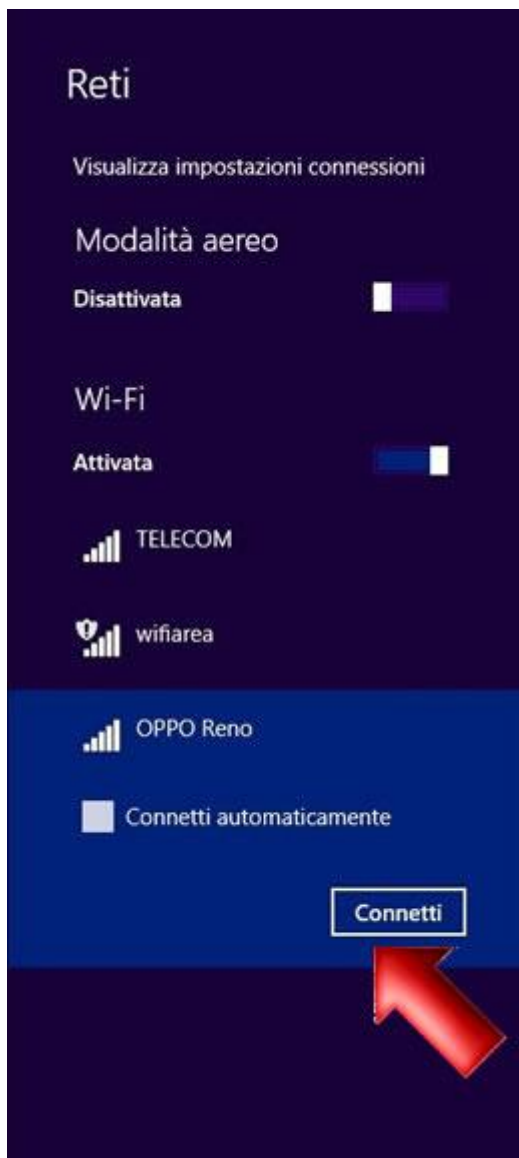 Reti
Visualizza impostazioni connessioni
Modalità aereo
Disattivata
Wi-Fi
Attivata
TELECOM
wifiarea
OPPO Reno
Connetti automaticamente
Connetti